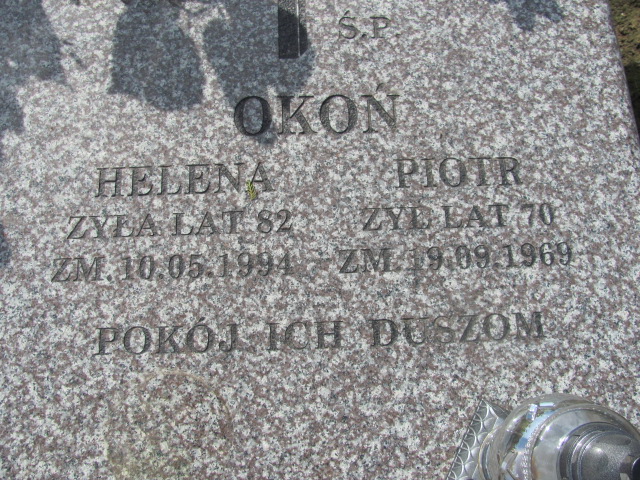 Ś.P.
OKOŃ
HELENA PIOTR
ŻYŁA LAT 82 ŻYŁ LAT 70
ZM. 10.05.1994 ZM. 19.09.1969
POKÓJ ICH DUSZOM